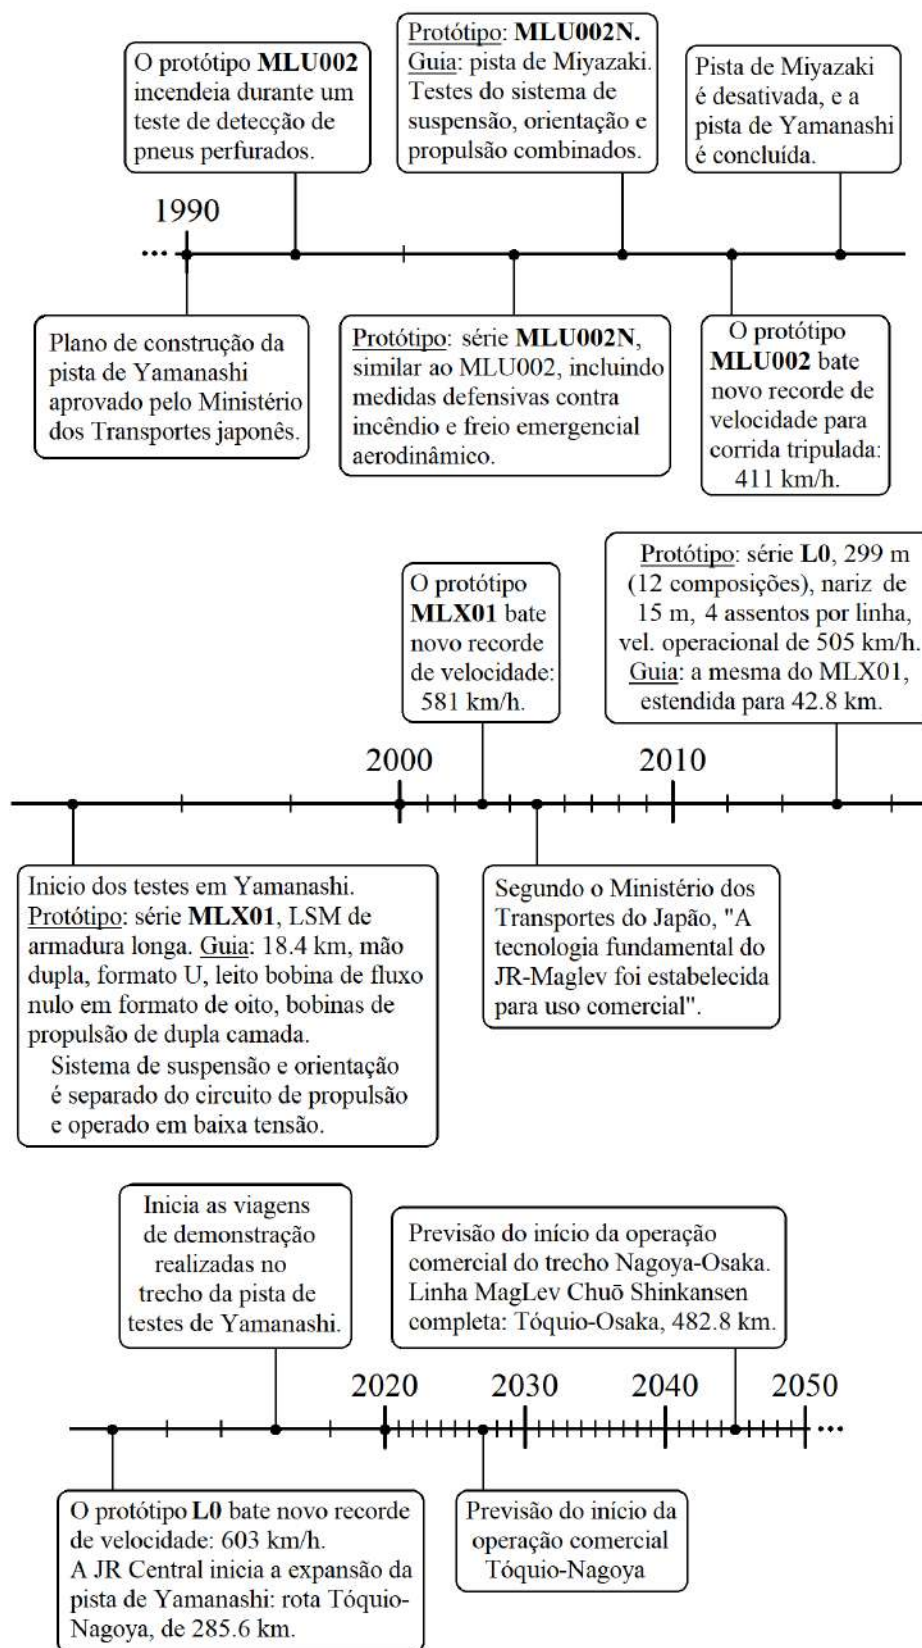 O protótipo MLU002
incendeia durante um
teste de detecção de
pneus perfurados.
Protótipo: MLU002N.
Guia: pista de Miyazaki.
Testes do sistema de
suspensão, orientação e
propulsão combinados.
Pista de Miyazaki
é desativada, e a
pista de Yamanashi
é concluída.
1990
Plano de construção da
pista de Yamanashi
aprovado pelo Ministério
dos Transportes japonês.
Protótipo: série MLU002N,
similar ao MLU002, incluindo
medidas defensivas contra
incêndio e freio emergencial
aerodinâmico.
O protótipo
MLU002 bate
novo recorde de
velocidade para
corrida tripulada:
411 km/h.
O protótipo
MLX01 bate
novo recorde
de velocidade:
581 km/h.
Protótipo: série L0, 299 m
(12 composições), nariz de
15 m, 4 assentos por linha,
vel. operacional de 505 km/h.
Guia: a mesma do MLX01,
estendida para 42.8 km.
2000
2010
Início dos testes em Yamanashi.
Protótipo: série MLX01, LSM de
armadura longa. Guia: 18.4 km, mão
dupla, formato U, leito bobina de fluxo
nulo em formato de oito, bobinas de
propulsão de dupla camada.
Sistema de suspensão e orientação
é separado do circuito de propulsão
e operado em baixa tensão.
Segundo o Ministério dos
Transportes do Japão, "A
tecnologia fundamental do
JR-Maglev foi estabelecida
para uso comercial".
Inicia as viagens
de demonstração
realizadas no
trecho da pista de
testes de Yamanashi.
Previsão do início da operação
comercial do trecho Nagoya-Osaka.
Linha MagLev Chuō Shinkansen
completa: Tóquio-Osaka, 482.8 km.
2020
2030
2040
2050
O protótipo L0 bate novo recorde
de velocidade: 603 km/h.
A JR Central inicia a expansão da
pista de Yamanashi: rota Tóquio-
Nagoya, de 285.6 km.
Previsão do início da
operação comercial
Tóquio-Nagoya